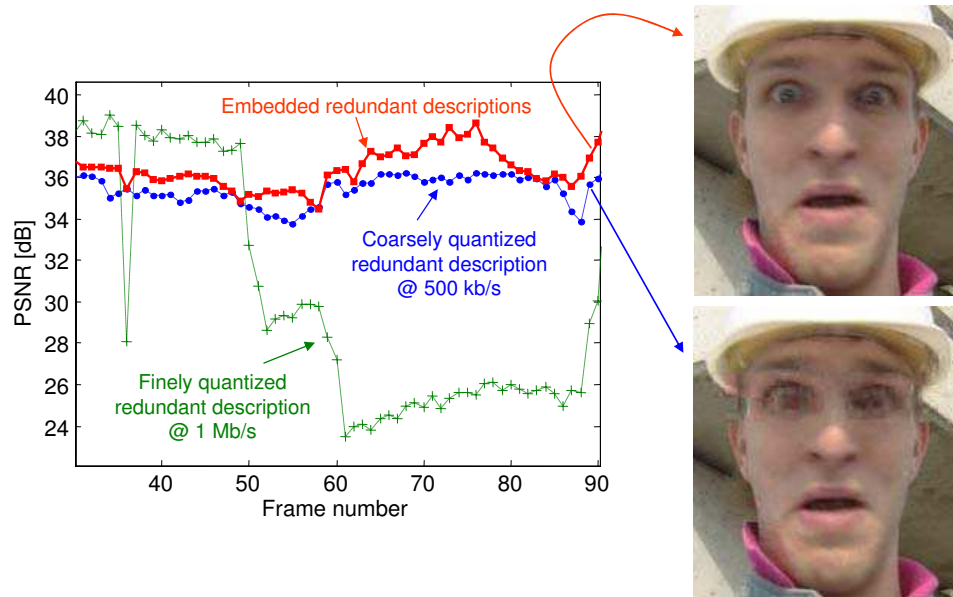 40
38
36
34
32
30
28
26
24
PSNR [dB]
Embedded redundant descriptions
Coarsely quantized
redundant description
@ 500 kb/s
Finely quantized
redundant description
@ 1 Mb/s
40
50
60
70
80
90
Frame number